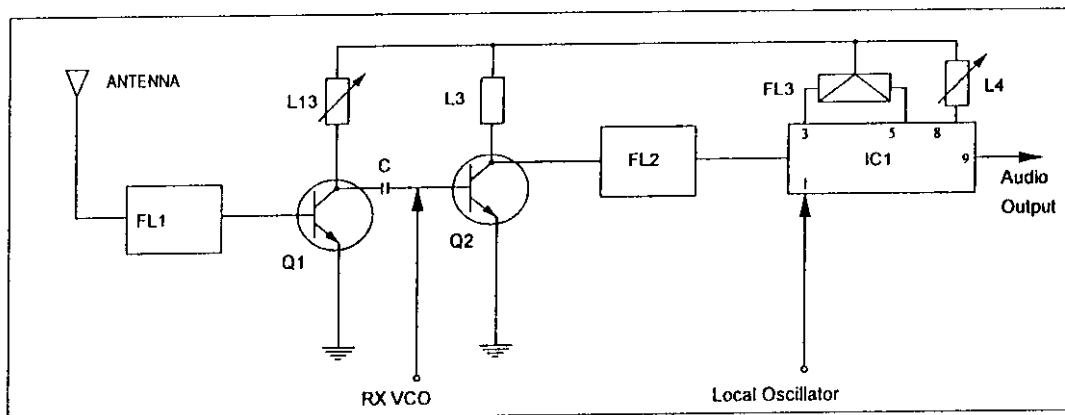 ANTENNA
L13
L3
FL3
L4
C
FL1
Q1
Q2
FL2
3
5
8
IC1
9
1
Audio
Output
RX VCO
Local Oscillator